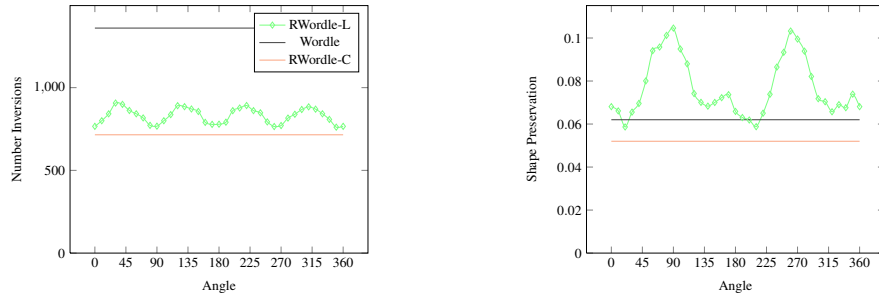 1,000
500
0
0 45 90 135 180 225 270 315 360
Angle
Number Inversions
RWordle-L
Wordle
RWordle-C
0.1
0.08
0.06
0.04
0.02
0
0 45 90 135 180 225 270 315 360
Angle
Shape Preservation